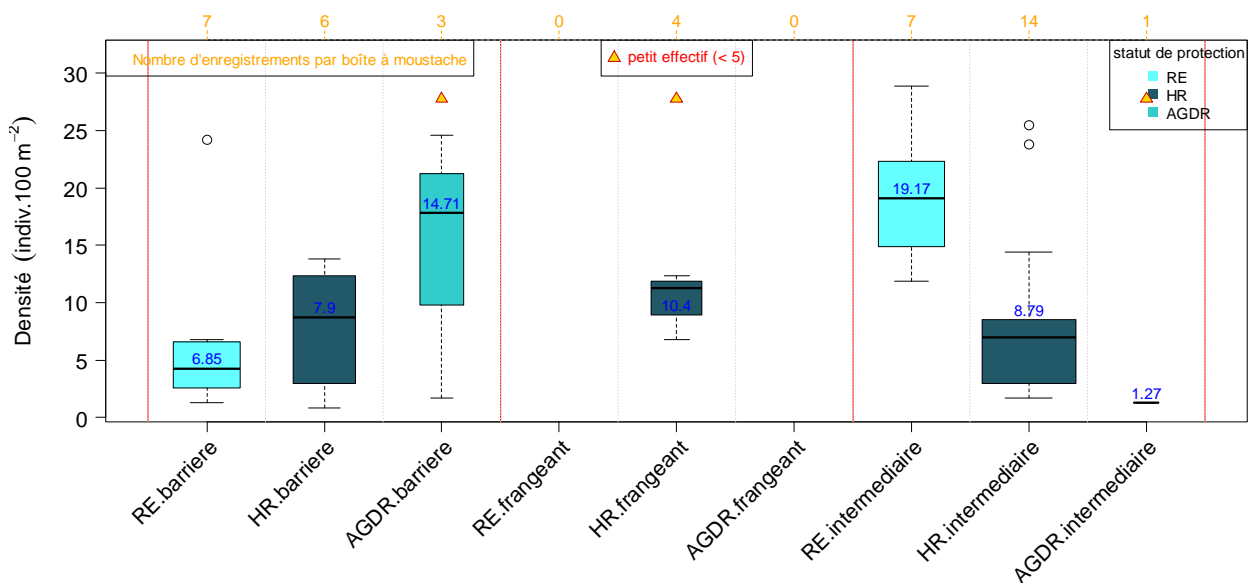 7 6 3 0 4 0 7 14 1
Nombre d'enregistrements par boîte à moustache
petit effectif (< 5)
statut de protection
RE
HR
AGDR
Densité (indiv.100 m⁻²)
30
25
20
15
10
5
0
6.85
7.9
14.71
10.4
19.17
8.79
1.27
RE.barriere
HR.barriere
AGDR.barriere
RE.frangeant
HR.frangeant
AGDR.frangeant
RE.intermediaire
HR.intermediaire
AGDR.intermediaire